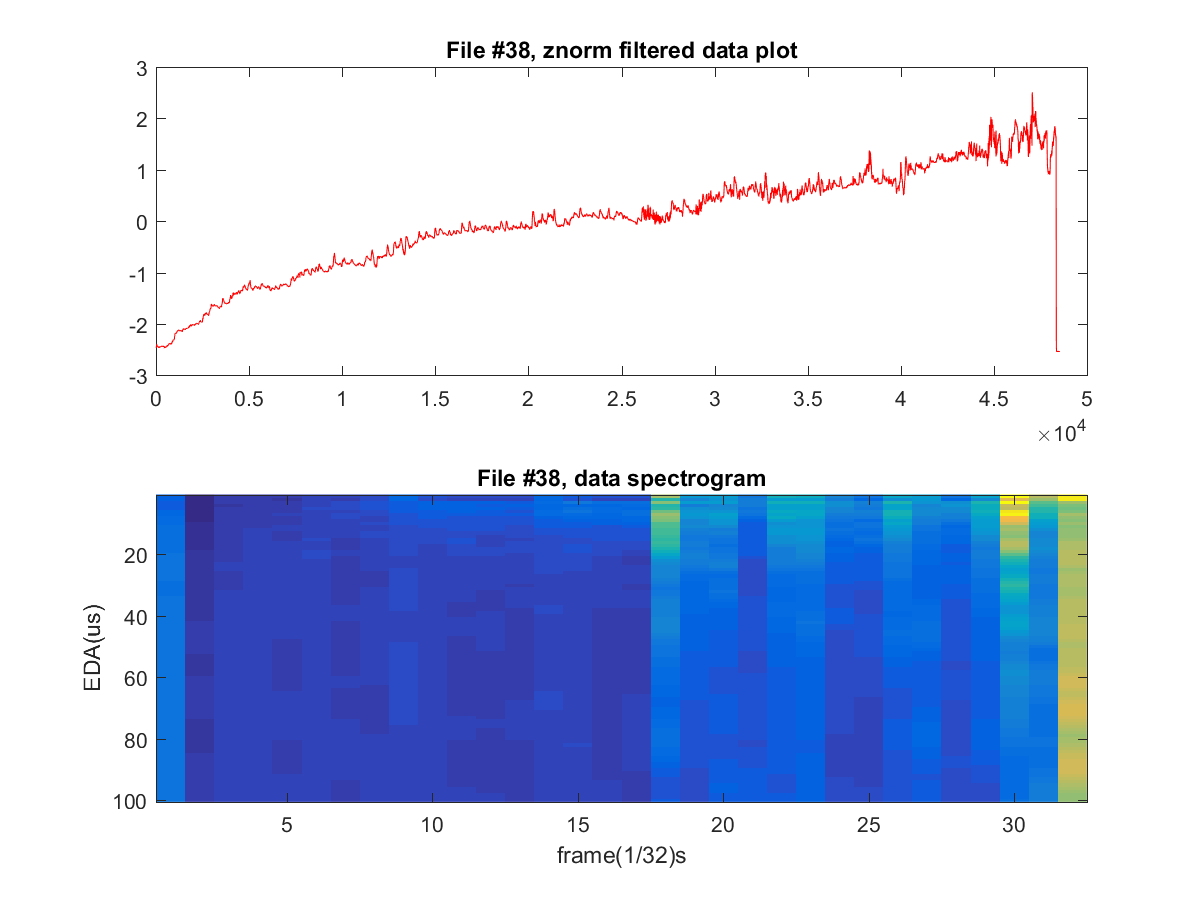 File #38, znorm filtered data plot
3
2
1
0
-1
-2
-3
0 0.5 1 1.5 2 2.5 3 3.5 4 4.5 5
×10^4
File #38, data spectrogram
20
40
60
80
100
EDA(us)
5 10 15 20 25 30
frame(1/32)s